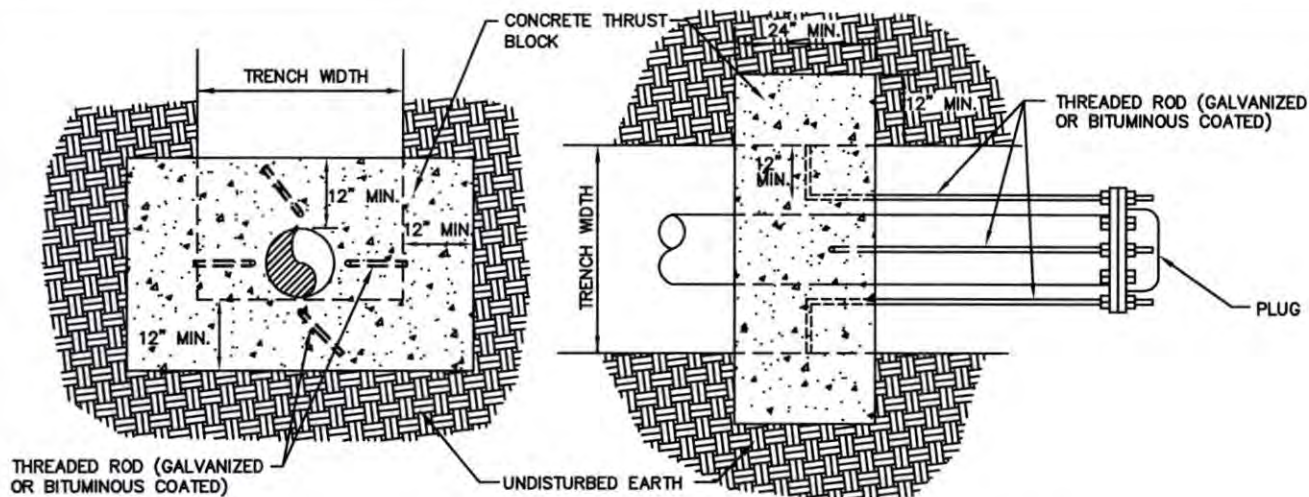 CONCRETE THRUST
BLOCK
TRENCH WIDTH
12" MIN.
12" MIN.
12" MIN.
THREADED ROD (GALVANIZED
OR BITUMINOUS COATED)
UNDISTURBED EARTH
24" MIN.
12" MIN.
THREADED ROD (GALVANIZED
OR BITUMINOUS COATED)
12"
MIN.
TRENCH WIDTH
PLUG